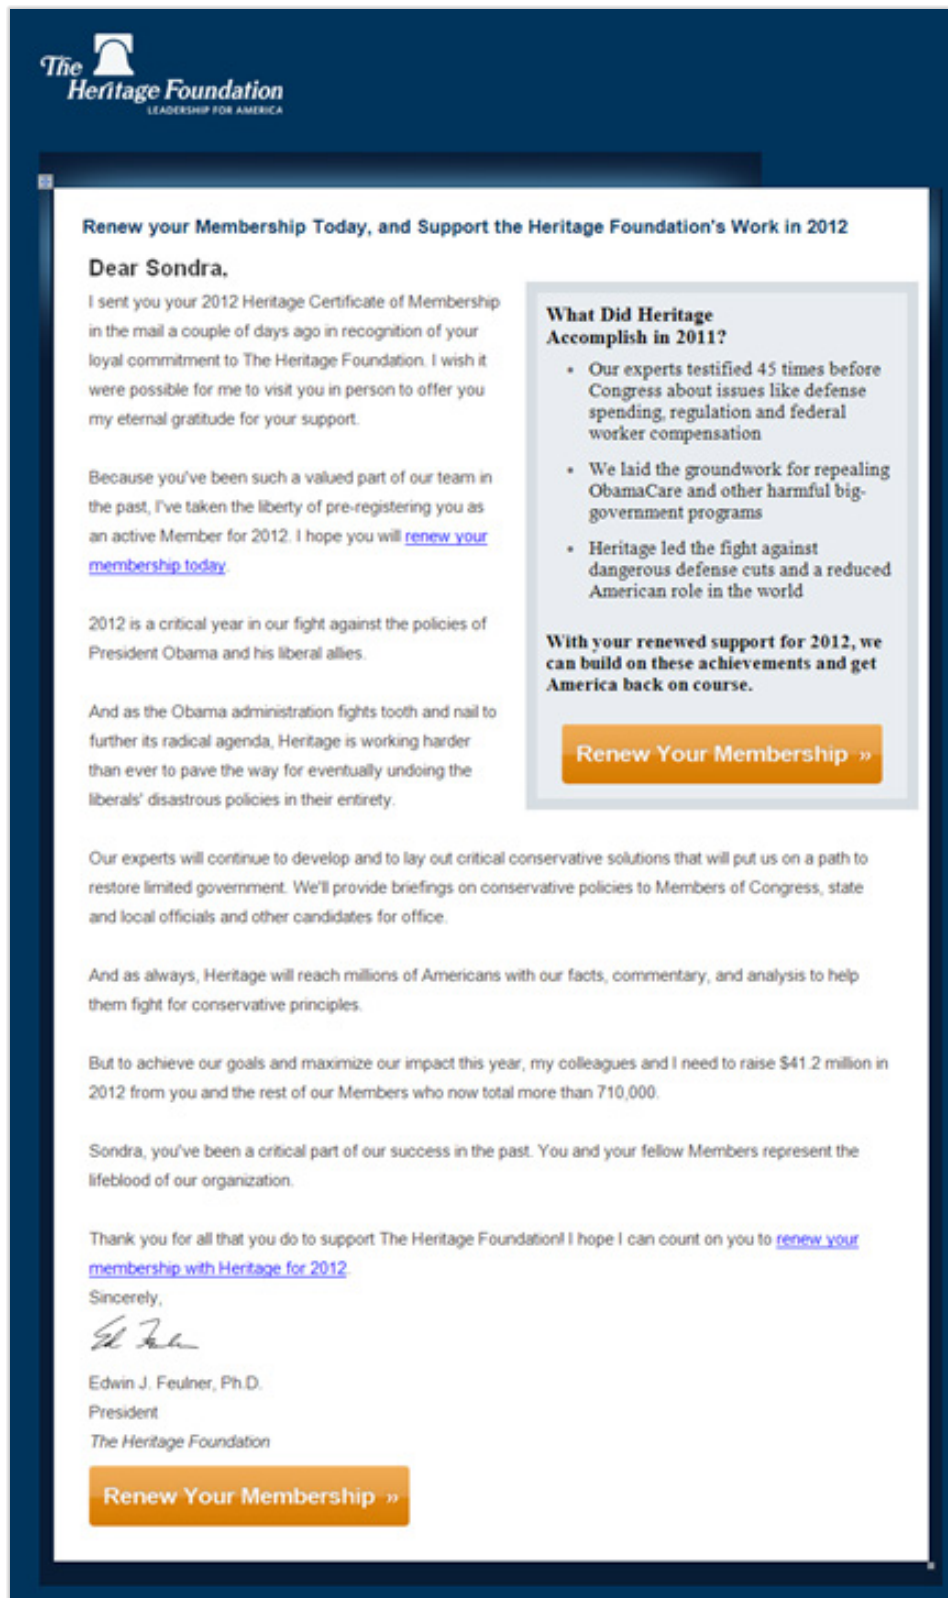 The
Heritage Foundation
LEADERSHIP FOR AMERICA
Renew your Membership Today, and Support the Heritage Foundation's Work in 2012
Dear Sondra,
I sent you your 2012 Heritage Certificate of Membership
in the mail a couple of days ago in recognition of your
loyal commitment to The Heritage Foundation. I wish it
were possible for me to visit you in person to offer you
my eternal gratitude for your support.
Because you've been such a valued part of our team in
the past, I've taken the liberty of pre-registering you as
an active Member for 2012. I hope you will renew your
membership today.
2012 is a critical year in our fight against the policies of
President Obama and his liberal allies.
And as the Obama administration fights tooth and nail to
further its radical agenda, Heritage is working harder
than ever to pave the way for eventually undoing the
liberals' disastrous policies in their entirety.
What Did Heritage
Accomplish in 2011?
• Our experts testified 45 times before
Congress about issues like defense
spending, regulation and federal
worker compensation
• We laid the groundwork for repealing
ObamaCare and other harmful big-
government programs
• Heritage led the fight against
dangerous defense cuts and a reduced
American role in the world
With your renewed support for 2012, we
can build on these achievements and get
America back on course.
Renew Your Membership »
Our experts will continue to develop and to lay out critical conservative solutions that will put us on a path to
restore limited government. We'll provide briefings on conservative policies to Members of Congress, state
and local officials and other candidates for office.
And as always, Heritage will reach millions of Americans with our facts, commentary, and analysis to help
them fight for conservative principles.
But to achieve our goals and maximize our impact this year, my colleagues and I need to raise $41.2 million in
2012 from you and the rest of our Members who now total more than 710,000.
Sondra, you've been a critical part of our success in the past. You and your fellow Members represent the
lifeblood of our organization.
Thank you for all that you do to support The Heritage Foundation! I hope I can count on you to renew your
membership with Heritage for 2012.
Sincerely,
Ed Feulner
Edwin J. Feulner, Ph.D.
President
The Heritage Foundation
Renew Your Membership »